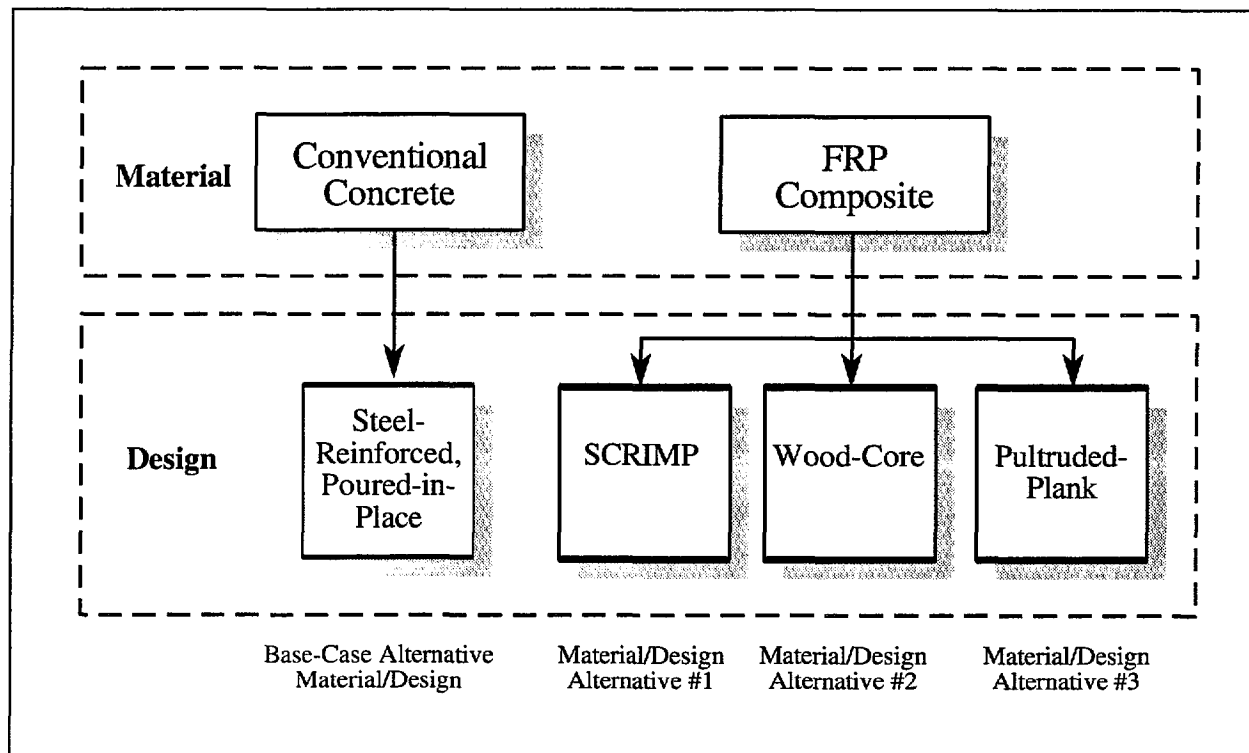 Material
Conventional
Concrete
FRP
Composite
Design
Steel-
Reinforced,
Poured-in-
Place
SCRIMP
Wood-Core
Pultruded-
Plank
Base-Case Alternative
Material/Design
Material/Design
Alternative #1
Material/Design
Alternative #2
Material/Design
Alternative #3